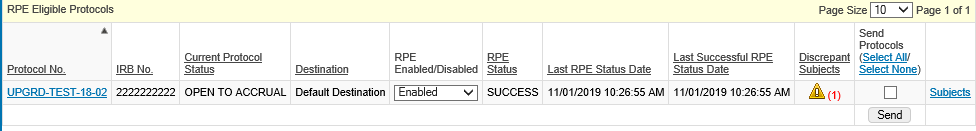 RPE Eligible Protocols
Page Size 10 Page 1 of 1
Protocol No.
IRB No.
Current Protocol
Status
Destination
RPE
Enabled/Disabled
RPE
Status
Last RPE Status Date
Last Successful RPE
Status Date
Discrepant
Subjects
Send
Protocols
(Select All/
Select None)
UPGRD-TEST-18-02 2222222222 OPEN TO ACCRUAL Default Destination Enabled SUCCESS 11/01/2019 10:26:55 AM 11/01/2019 10:26:55 AM (1) Subjects
Send